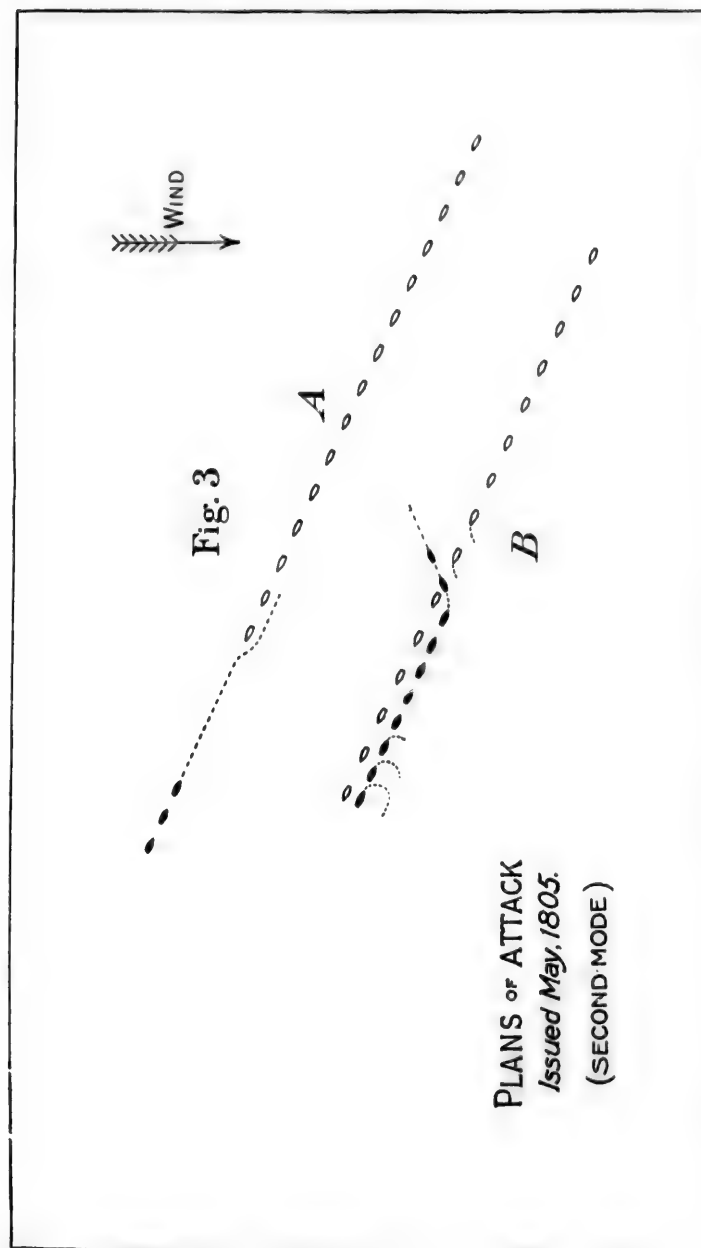 WIND
Fig. 3
A
B
PLANS OF ATTACK
Issued May, 1805.
(SECOND·MODE)